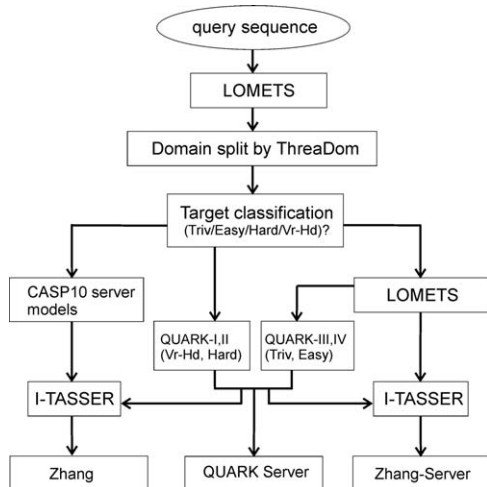 query sequence
LOMETS
Domain split by ThreaDom
Target classification
(Triv/Easy/Hard/Vr-Hd)?
CASP10 server
models
LOMETS
QUARK-I,II
(Vr-Hd, Hard)
QUARK-III,IV
(Triv, Easy)
I-TASSER
I-TASSER
Zhang
QUARK Server
Zhang-Server